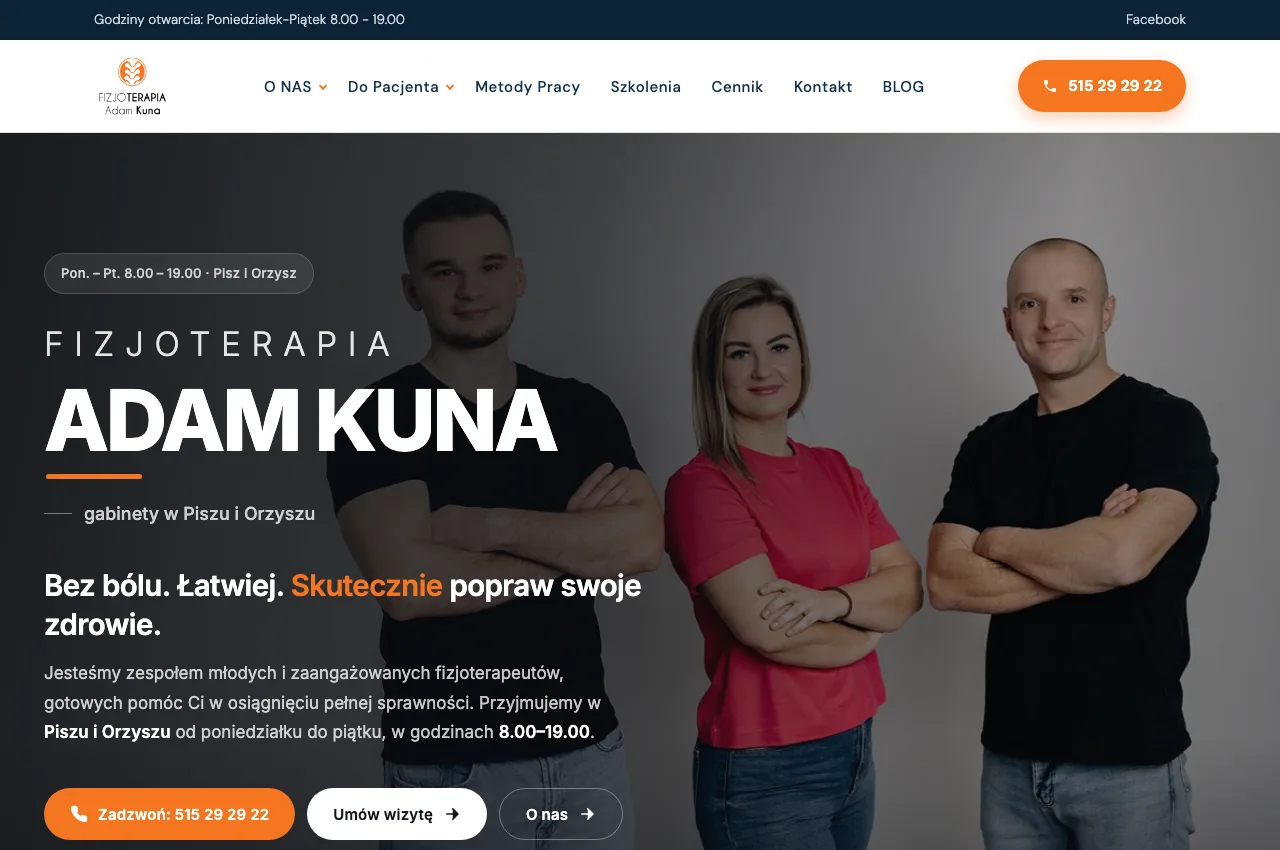 Godziny otwarcia: Poniedziałek-Piątek 8.00 - 19.00
Facebook
FIZJOTERAPIA
Adam Kuna
O NAS
Do Pacjenta
Metody Pracy
Szkolenia
Cennik
Kontakt
BLOG
515 29 29 22
Pon. – Pt. 8.00 – 19.00 · Pisz i Orzysz
FIZJOTERAPIA
ADAM KUNA
gabinety w Piszu i Orzyszu
Bez bólu. Łatwiej. Skutecznie popraw swoje
zdrowie.
Jesteśmy zespołem młodych i zaangażowanych fizjoterapeutów,
gotowych pomóc Ci w osiągnięciu pełnej sprawności. Przyjmujemy w
Piszu i Orzyszu od poniedziałku do piątku, w godzinach 8.00–19.00.
Zadzwoń: 515 29 29 22
Umów wizytę
O nas